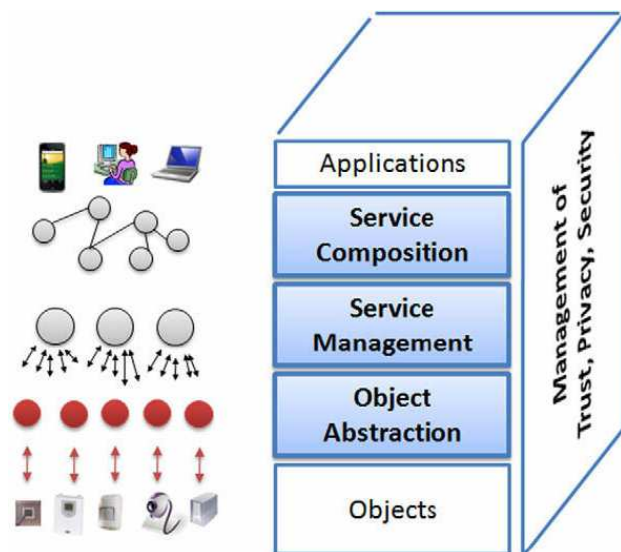 Applications
Service
Composition
Service
Management
Object
Abstraction
Objects
Management of
Trust, Privacy, Security